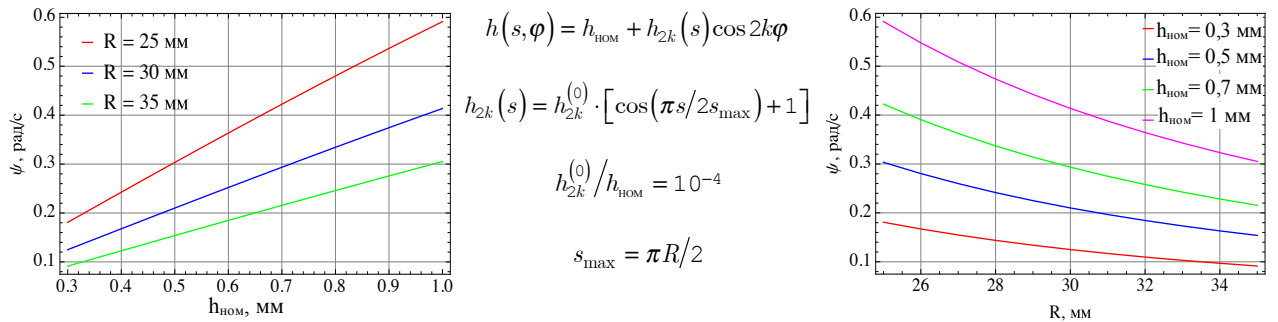 R = 25 мм
R = 30 мм
R = 35 мм
ψ, рад/с
0.6
0.5
0.4
0.3
0.2
0.1
0.3 0.4 0.5 0.6 0.7 0.8 0.9 1.0
hном, мм
h(s,φ) = hном + h2k(s)cos2kφ
h2k(s) = h2k(0) · [cos(πs/2smax)+1]
h2k(0)/hном = 10−4
smax = πR/2
hном= 0,3 мм
hном= 0,5 мм
hном= 0,7 мм
hном= 1 мм
ψ, рад/с
0.6
0.5
0.4
0.3
0.2
0.1
26 28 30 32 34
R, мм